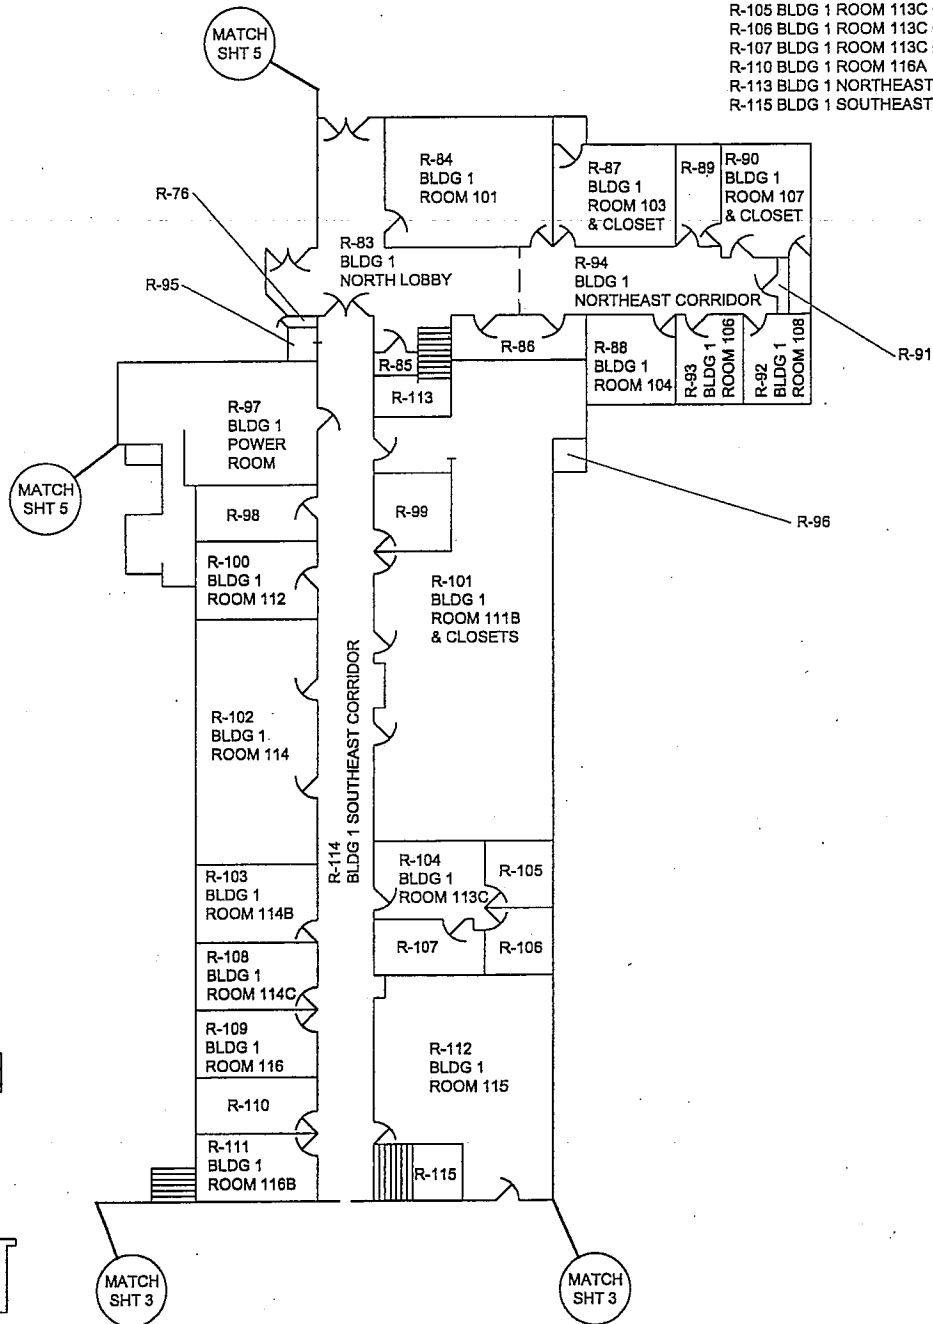 R-105 BLDG 1 ROOM 113C
R-106 BLDG 1 ROOM 113C
R-107 BLDG 1 ROOM 113C
R-110 BLDG 1 ROOM 116A
R-113 BLDG 1 NORTHEAST
R-115 BLDG 1 SOUTHEAST
MATCH
SHT 5
R-84
BLDG 1
ROOM 101
R-87
BLDG 1
ROOM 103
& CLOSET
R-89
R-90
BLDG 1
ROOM 107
& CLOSET
R-76
R-83
BLDG 1
NORTH LOBBY
R-94
BLDG 1
NORTHEAST CORRIDOR
R-95
R-85
R-86
R-88
BLDG 1
ROOM 104
R-93
BLDG 1
ROOM 106
R-92
BLDG 1
ROOM 108
R-91
R-113
R-97
BLDG 1
POWER
ROOM
MATCH
SHT 5
R-98
R-99
R-96
R-100
BLDG 1
ROOM 112
R-101
BLDG 1
ROOM 111B
& CLOSETS
R-102
BLDG 1
ROOM 114
R-114
BLDG 1 SOUTHEAST CORRIDOR
R-103
BLDG 1
ROOM 114B
R-104
BLDG 1
ROOM 113C
R-105
R-107
R-106
R-108
BLDG 1
ROOM 114C
R-109
BLDG 1
ROOM 116
R-112
BLDG 1
ROOM 115
R-110
R-111
BLDG 1
ROOM 116B
R-115
MATCH
SHT 3
MATCH
SHT 3